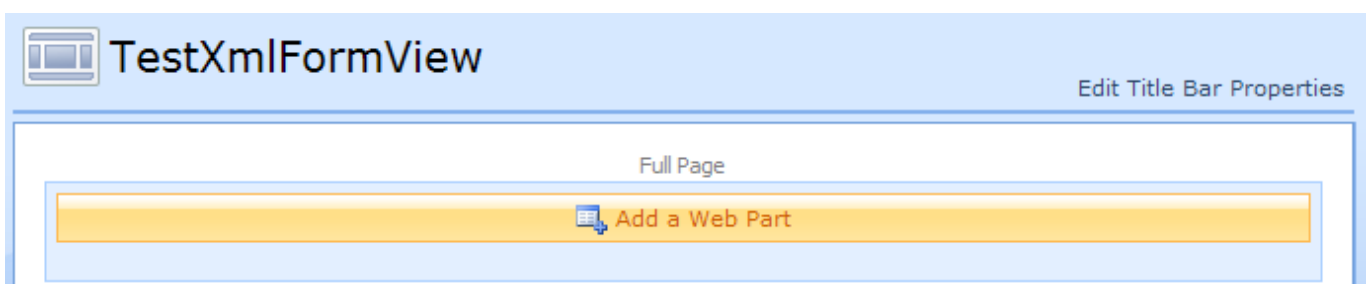 TestXmlFormView
Edit Title Bar Properties
Full Page
Add a Web Part